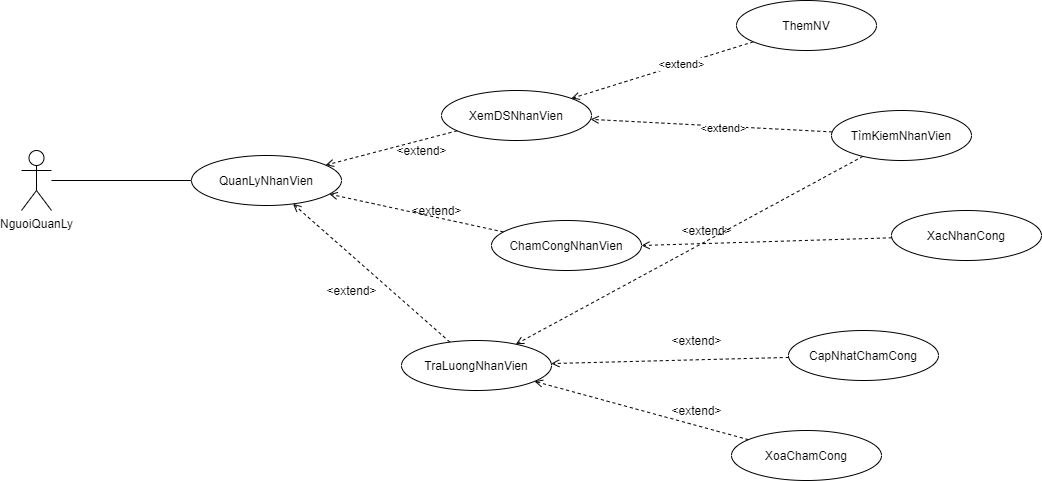 ThemNV
<extend>
XemDSNhanVien
<extend>
TimKiemNhanVien
<extend>
QuanLyNhanVien
NguoiQuanLy
<extend>
ChamCongNhanVien
<extend>
XacNhanCong
<extend>
<extend>
CapNhatChamCong
TraLuongNhanVien
<extend>
XoaChamCong